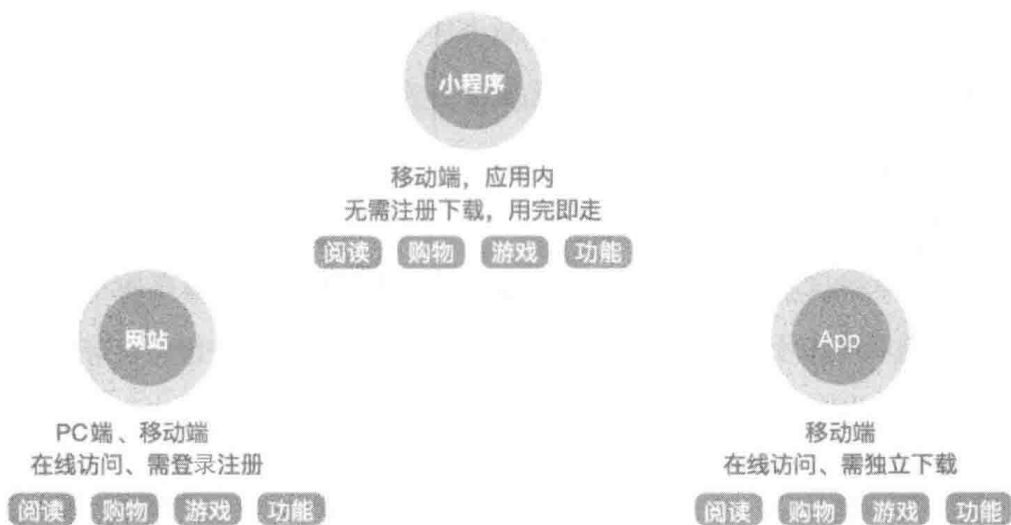 小程序
移动端，应用内
无需注册下载，用完即走
阅读 购物 游戏 功能
网站
PC端、移动端
在线访问、需登录注册
阅读 购物 游戏 功能
App
移动端
在线访问、需独立下载
阅读 购物 游戏 功能